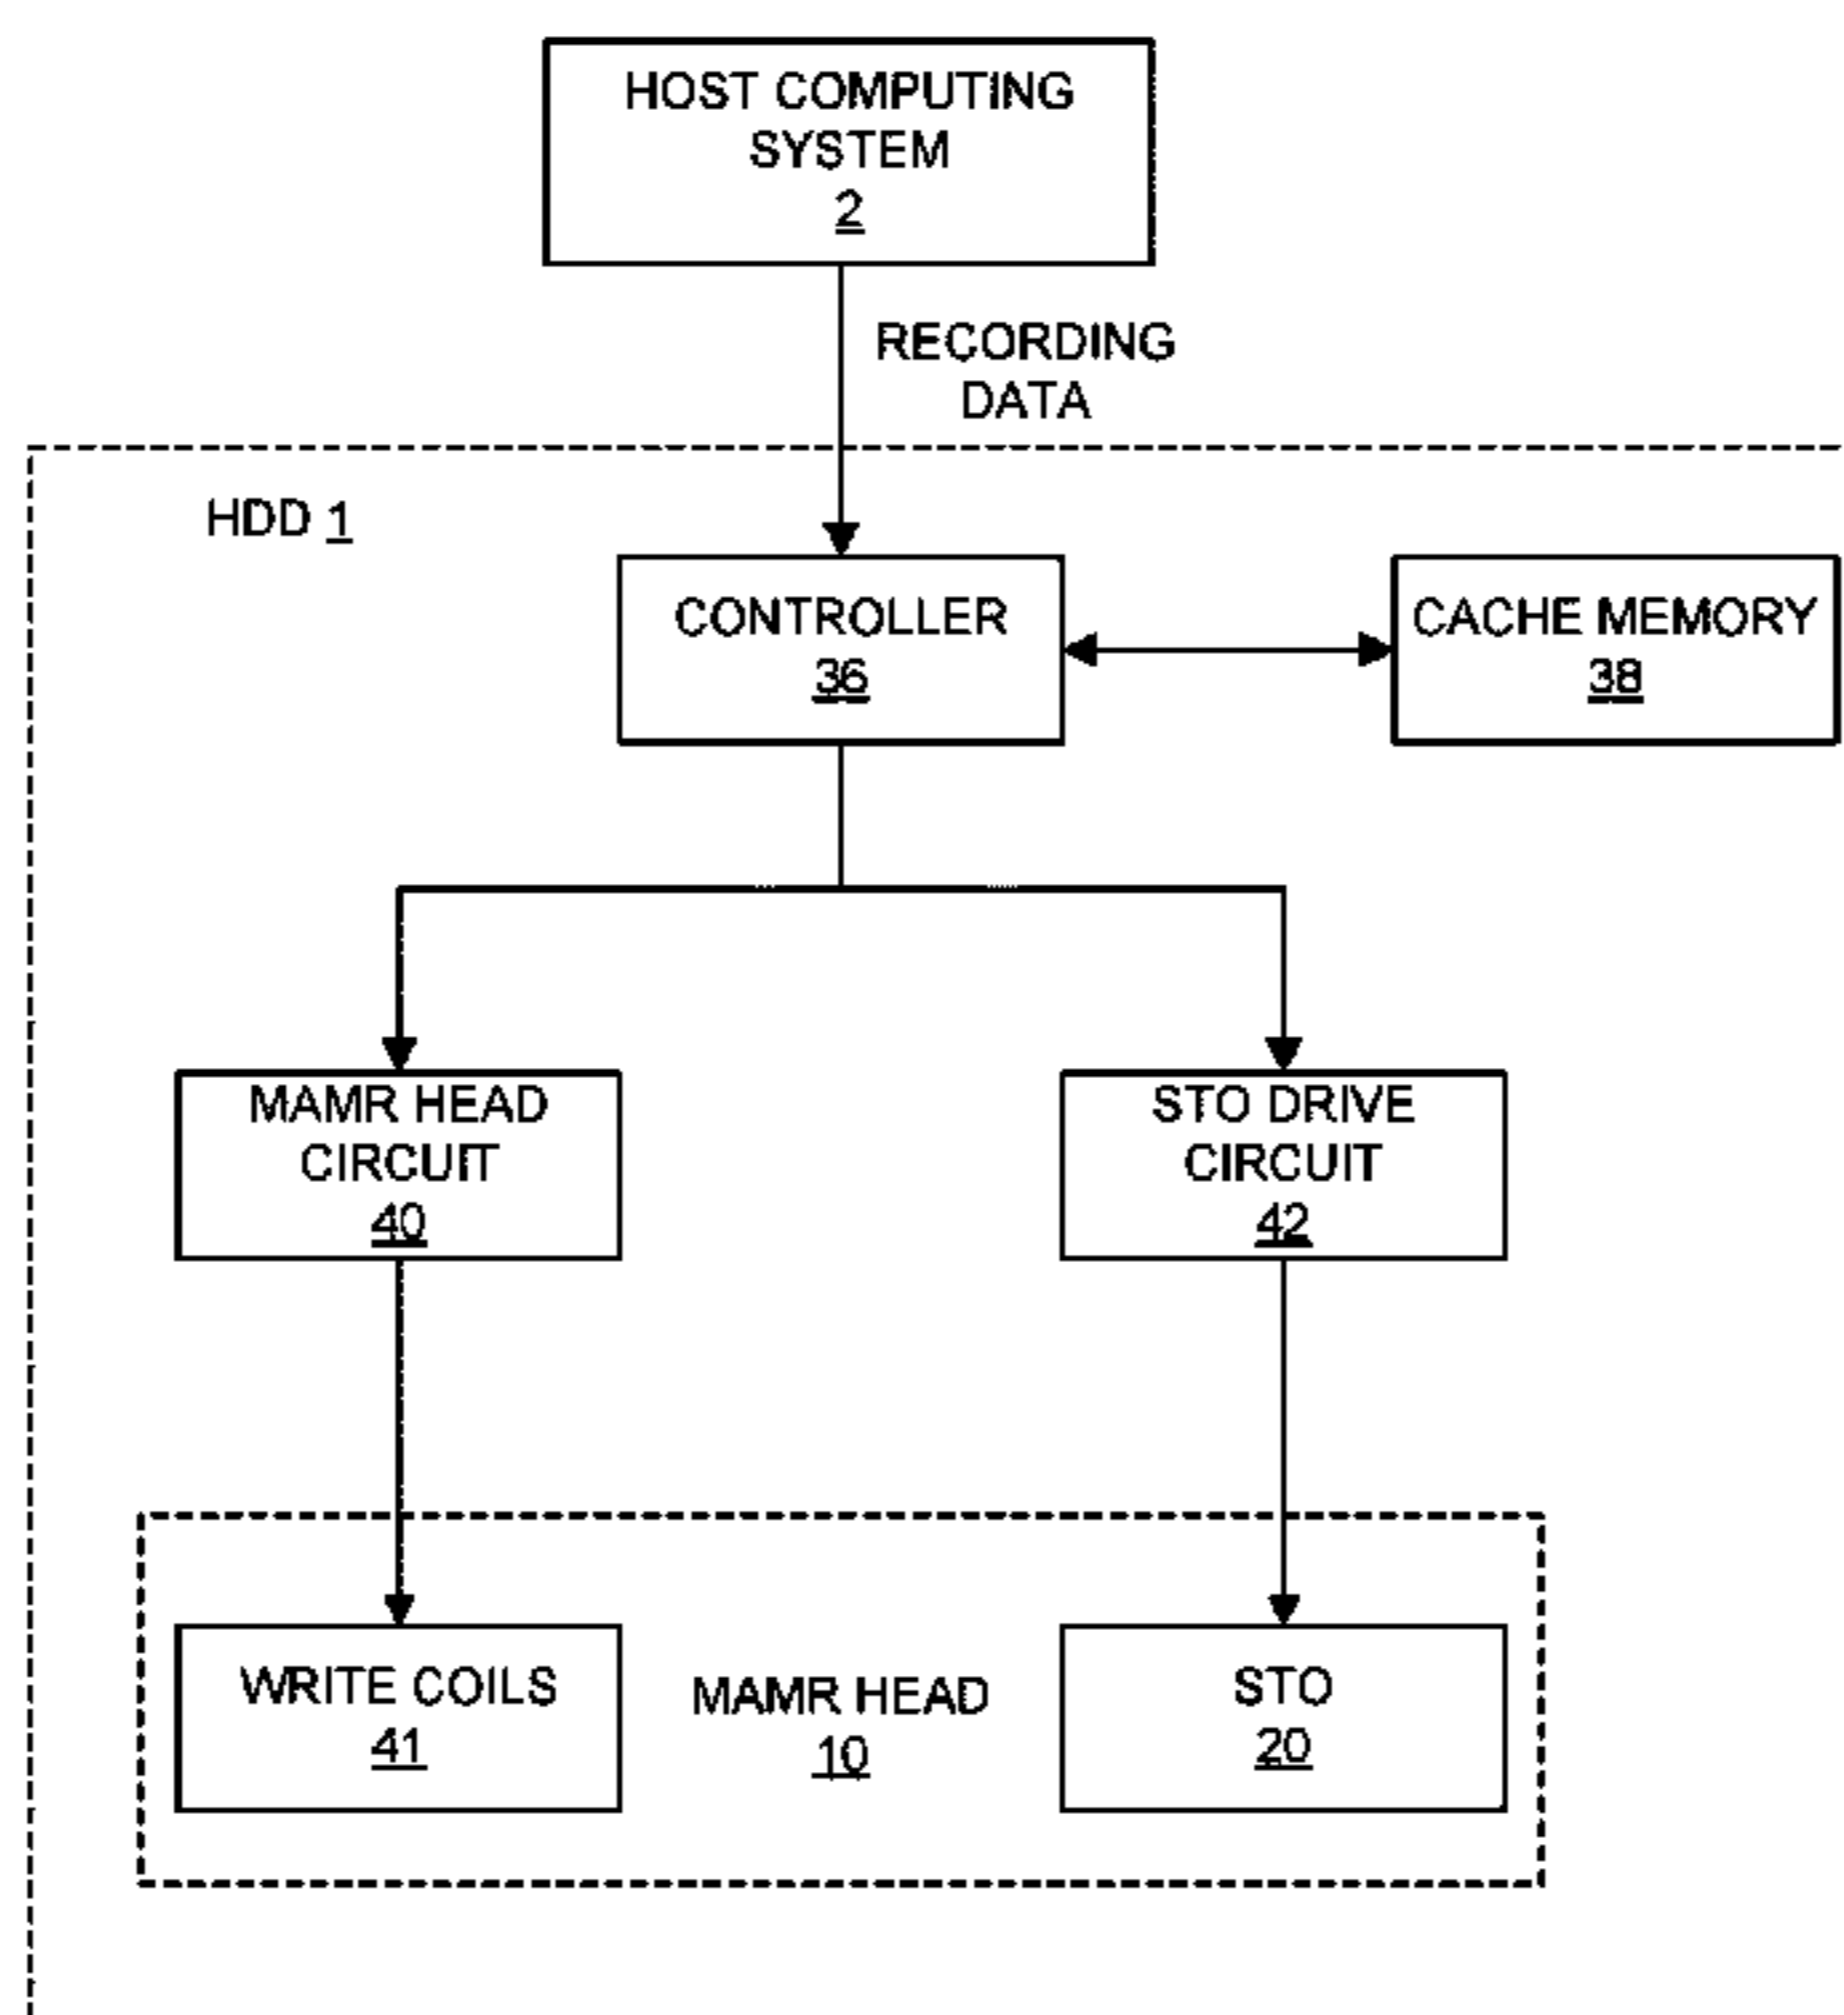 HOST COMPUTING
SYSTEM
2
RECORDING
DATA
HDD 1
CONTROLLER
36
CACHE MEMORY
38
MAMR HEAD
CIRCUIT
40
STO DRIVE
CIRCUIT
42
WRITE COILS
41
MAMR HEAD
10
STO
20